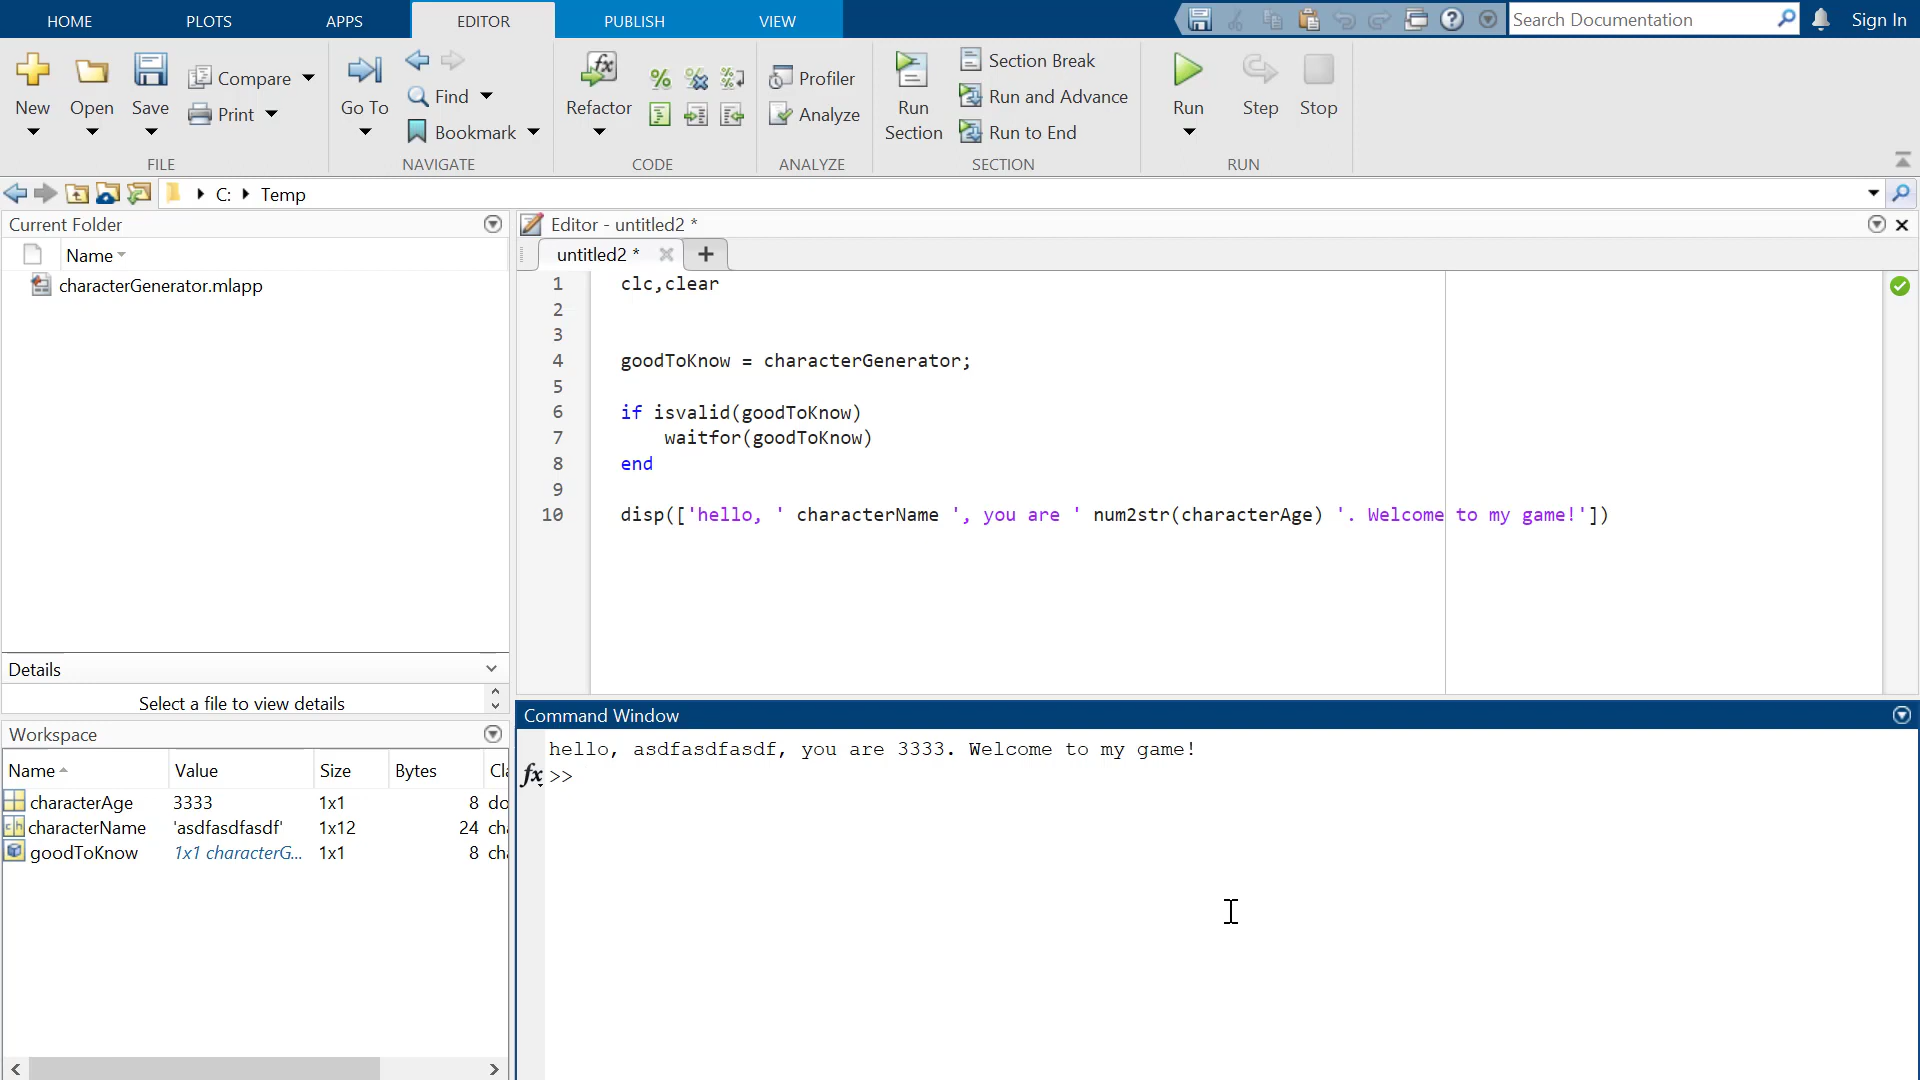 HOME PLOTS APPS EDITOR PUBLISH VIEW Search Documentation Sign In
New Open Save Compare Print Go To Find Bookmark Refactor Profiler Analyze Run Section Section Break Run and Advance Run to End Run Step Stop
FILE NAVIGATE CODE ANALYZE SECTION RUN
C: Temp
Current Folder
Name
characterGenerator.mlapp
Details
Select a file to view details
Workspace
Name Value Size Bytes Cla
characterAge 3333 1x1 8 do
characterName 'asdfasdfasdf' 1x12 24 cha
goodToKnow 1x1 characterG... 1x1 8 cha
Editor - untitled2 *
untitled2 *
1 clc,clear
2
3
4 goodToKnow = characterGenerator;
5
6 if isvalid(goodToKnow)
7 waitfor(goodToKnow)
8 end
9
10 disp(['hello, ' characterName ', you are ' num2str(characterAge) '. Welcome to my game!'])
Command Window
hello, asdfasdfasdf, you are 3333. Welcome to my game!
fx >>